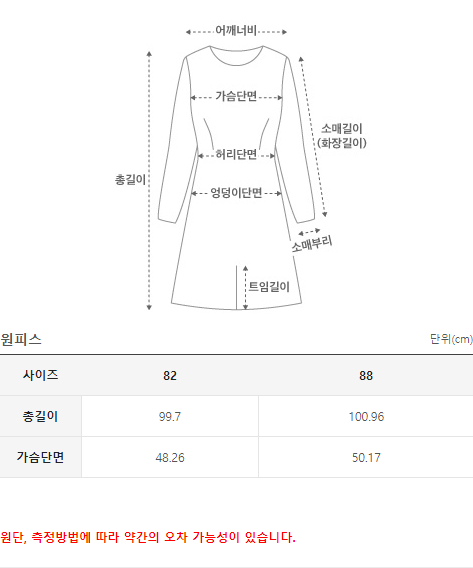 어깨너비
가슴단면
소매길이
(화장길이)
허리단면
총길이
엉덩이단면
소매부리
트임길이
원피스 단위(cm)
사이즈 82 88
총길이 99.7 100.96
가슴단면 48.26 50.17
원단, 측정방법에 따라 약간의 오차 가능성이 있습니다.